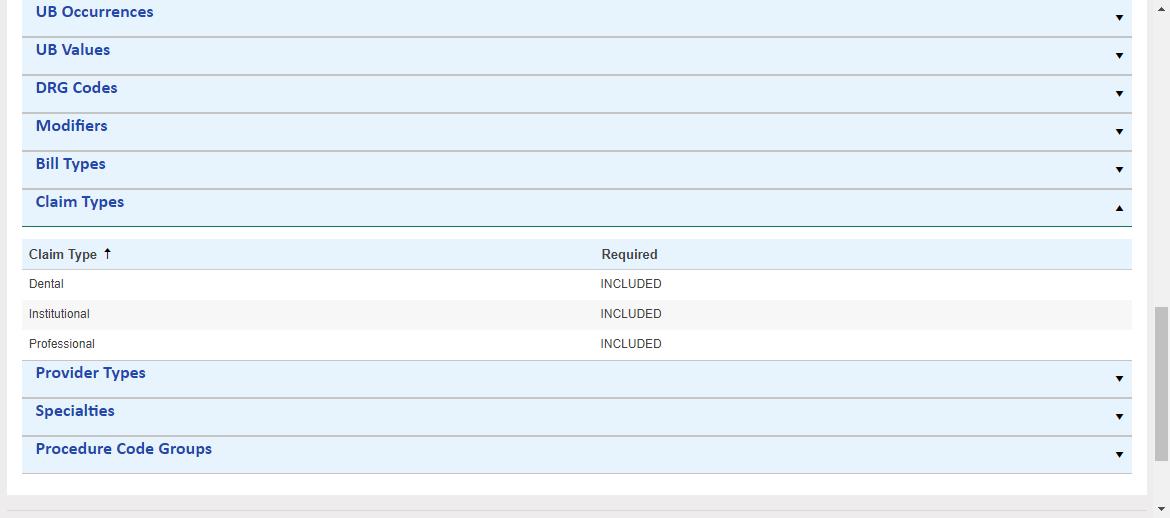 UB Occurrences
UB Values
DRG Codes
Modifiers
Bill Types
Claim Types
Claim Type ↑ Required
Dental INCLUDED
Institutional INCLUDED
Professional INCLUDED
Provider Types
Specialties
Procedure Code Groups